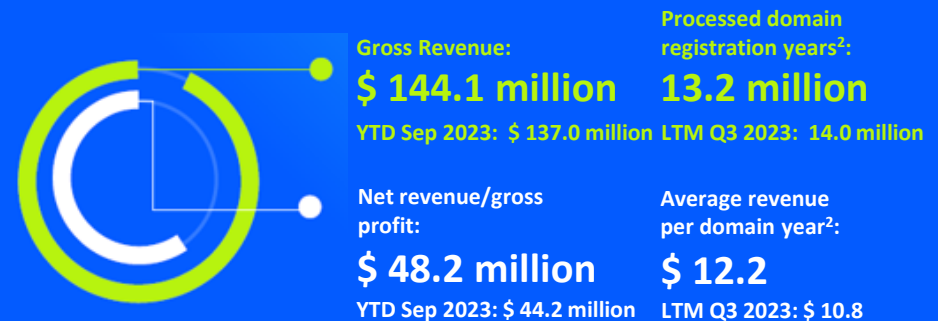 Gross Revenue:
$ 144.1 million
YTD Sep 2023: $ 137.0 million
Processed domain
registration years²:
13.2 million
LTM Q3 2023: 14.0 million
Net revenue/gross
profit:
$ 48.2 million
YTD Sep 2023: $ 44.2 million
Average revenue
per domain year²:
$ 12.2
LTM Q3 2023: $ 10.8